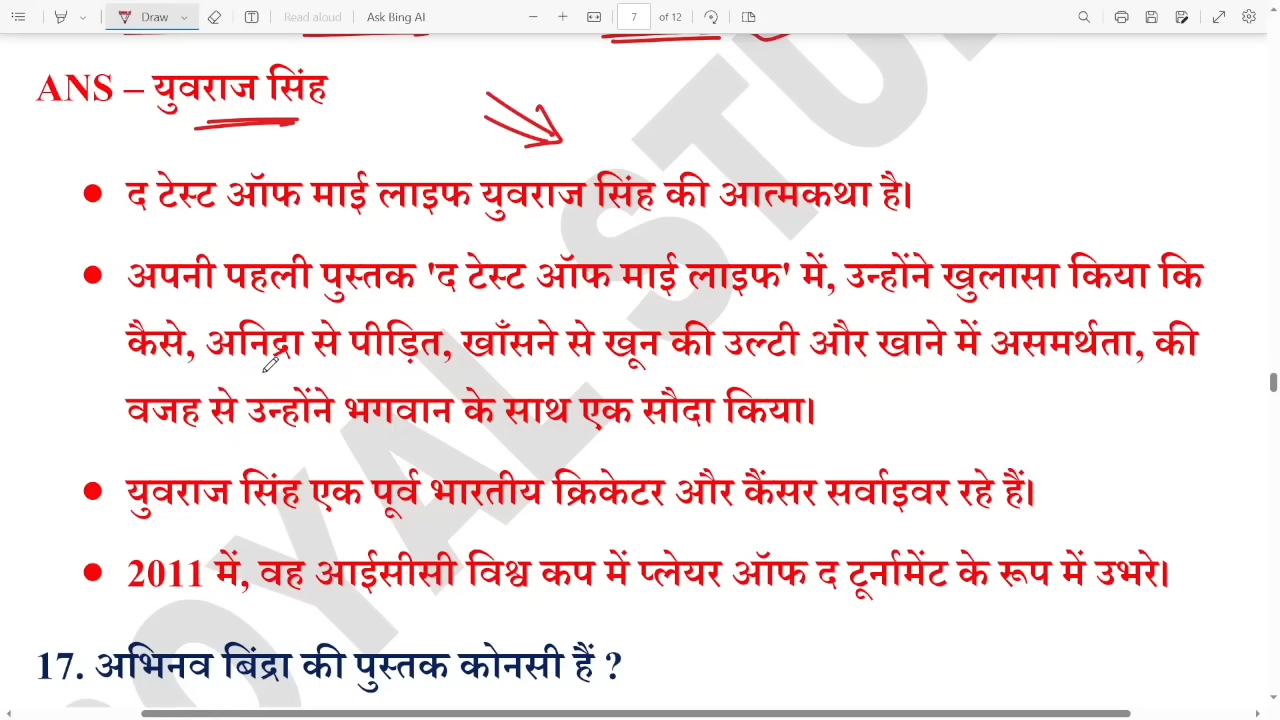 Draw
Read aloud
Ask Bing AI
7
of 12
ANS – युवराज सिंह
● द टेस्ट ऑफ माई लाइफ युवराज सिंह की आत्मकथा है।
● अपनी पहली पुस्तक 'द टेस्ट ऑफ माई लाइफ' में, उन्होंने खुलासा किया कि
कैसे, अनिद्रा से पीड़ित, खाँसने से खून की उल्टी और खाने में असमर्थता, की
वजह से उन्होंने भगवान के साथ एक सौदा किया।
● युवराज सिंह एक पूर्व भारतीय क्रिकेटर और कैंसर सर्वाइवर रहे हैं।
● 2011 में, वह आईसीसी विश्व कप में प्लेयर ऑफ द टूर्नामेंट के रूप में उभरे।
17. अभिनव बिंद्रा की पुस्तक कोनसी हैं ?